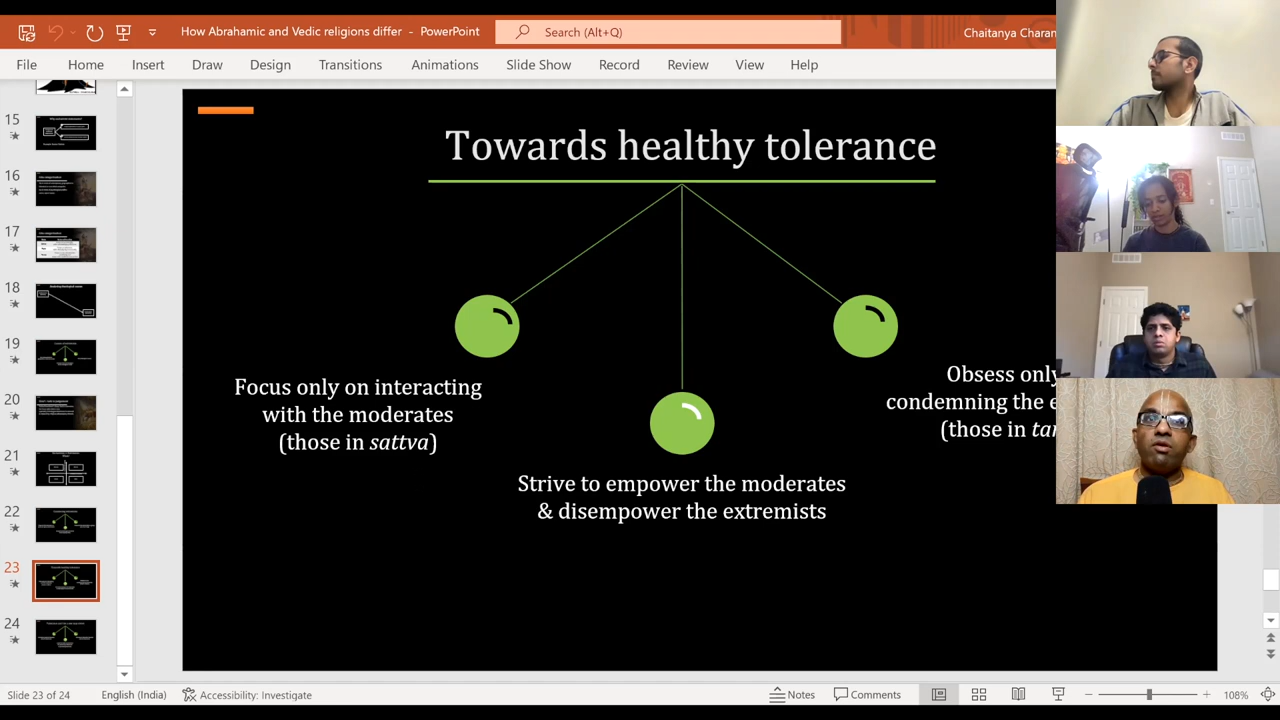 How Abrahamic and Vedic religions differ - PowerPoint
Search (Alt+Q)
Chaitanya Charan
File Home Insert Draw Design Transitions Animations Slide Show Record Review View Help
15
16
17
18
19
20
21
22
23
24
Towards healthy tolerance
Focus only on interacting
with the moderates
(those in sattva)
Strive to empower the moderates
& disempower the extremists
Obsess only
condemning the
(those in
Slide 23 of 24 English (India) Accessibility: Investigate Notes Comments 108%